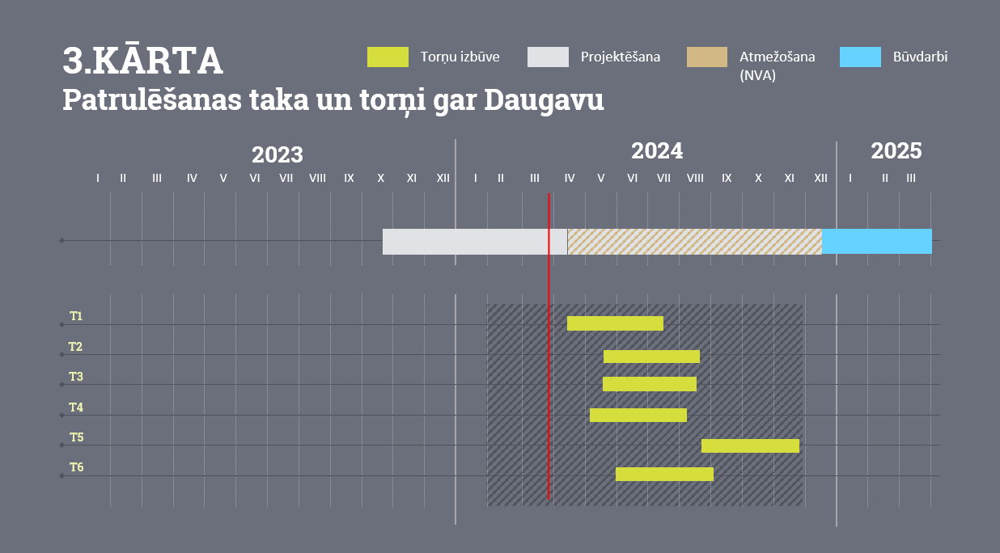 3.KĀRTA
Patrulēšanas taka un torņi gar Daugavu
Torņu izbūve
Projektēšana
Atmežošana
(NVA)
Būvdarbi
2023
2024
2025
I II III IV V VI VII VIII IX X XI XII I II III IV V VI VII VIII IX X XI XII I II III
T1
T2
T3
T4
T5
T6